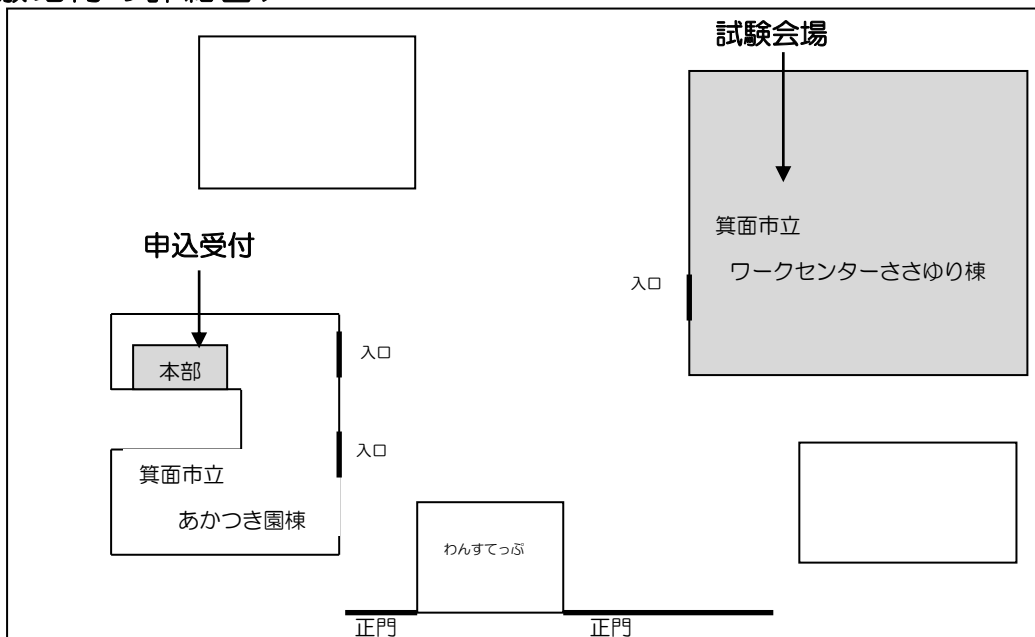 試験会場
箕面市立
ワークセンターささゆり棟
入口
申込受付
本部
入口
入口
箕面市立
あかつき園棟
わんすてっぷ
正門
正門